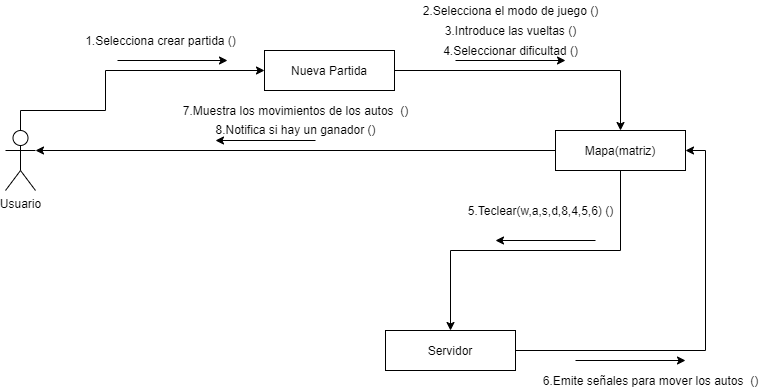 2.Selecciona el modo de juego ()
3.Introduce las vueltas ()
4.Seleccionar dificultad ()
1.Selecciona crear partida ()
Nueva Partida
7.Muestra los movimientos de los autos  ()
8.Notifica si hay un ganador ()
Mapa(matriz)
Usuario
5.Teclear(w,a,s,d,8,4,5,6) ()
Servidor
6.Emite señales para mover los autos  ()